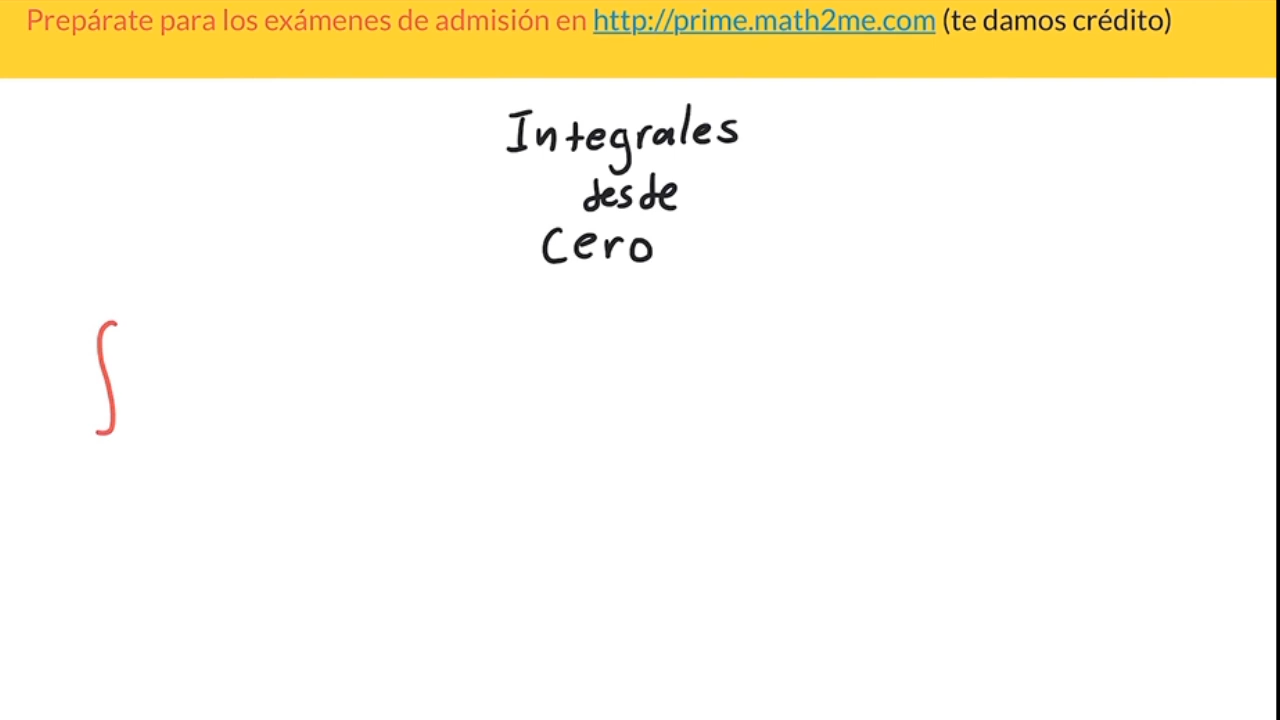 Prepárate para los exámenes de admisión en http://prime.math2me.com (te damos crédito)
Integrales
desde
Cero
∫